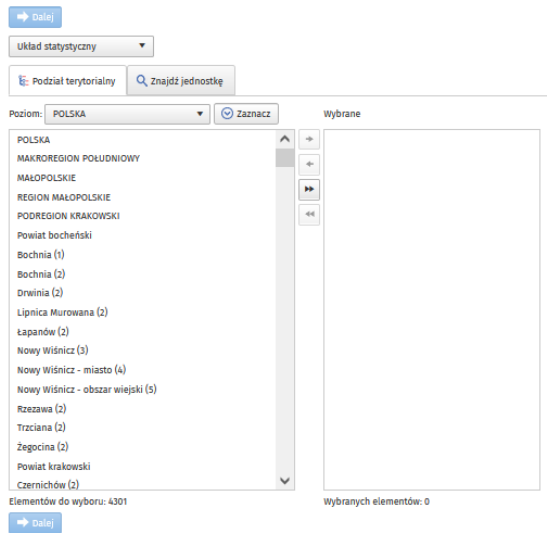 Dalej
Układ statystyczny
Podział terytorialny Znajdź jednostkę
Poziom: POLSKA Zaznacz Wybrane
POLSKA
MAKROREGION POŁUDNIOWY
MAŁOPOLSKIE
REGION MAŁOPOLSKIE
PODREGION KRAKOWSKI
Powiat bocheński
Bochnia (1)
Bochnia (2)
Drwinia (2)
Lipnica Murowana (2)
Łapanów (2)
Nowy Wiśnicz (3)
Nowy Wiśnicz - miasto (4)
Nowy Wiśnicz - obszar wiejski (5)
Rzezawa (2)
Trzciana (2)
Żegocina (2)
Powiat krakowski
Czernichów (2)
Elementów do wyboru: 4301 Wybranych elementów: 0
Dalej